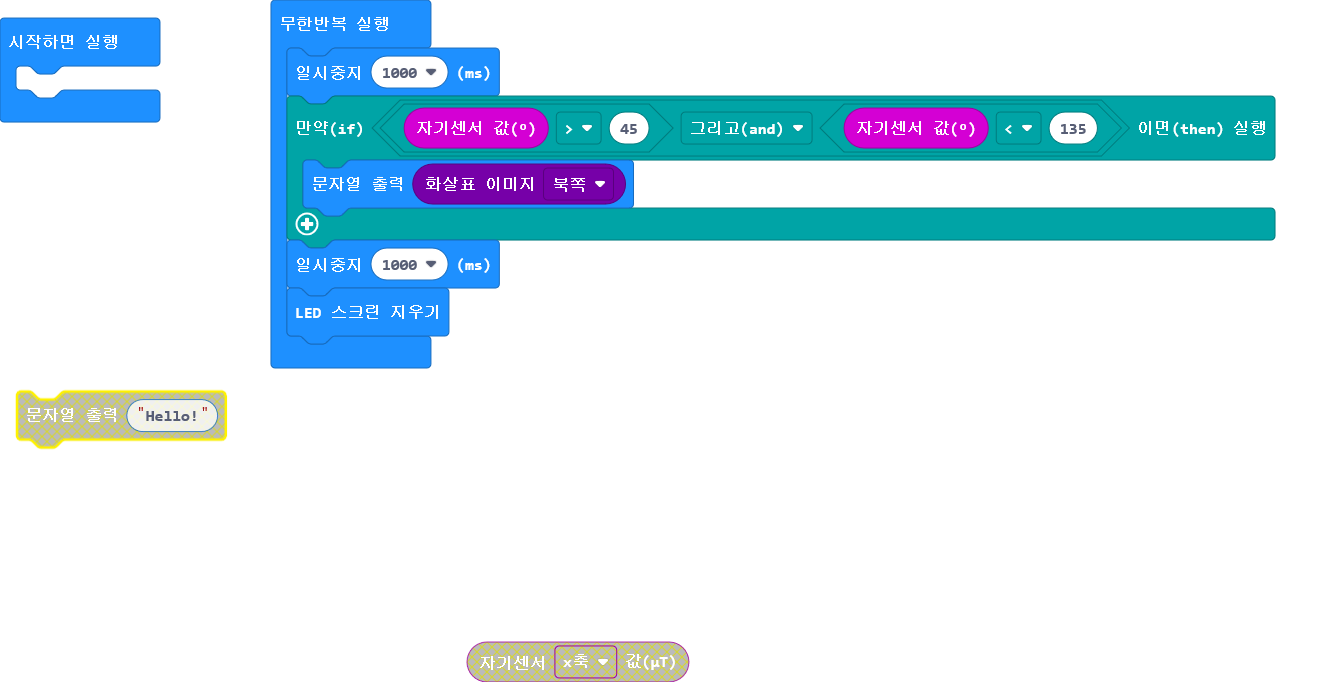 시작하면 실행
무한반복 실행
일시중지 1000 (ms)
만약(if) 자기센서 값(°) > 45 그리고(and) 자기센서 값(°) < 135 이면(then) 실행
문자열 출력 화살표 이미지 북쪽
일시중지 1000 (ms)
LED 스크린 지우기
문자열 출력 "Hello!"
자기센서 x축 값(µT)